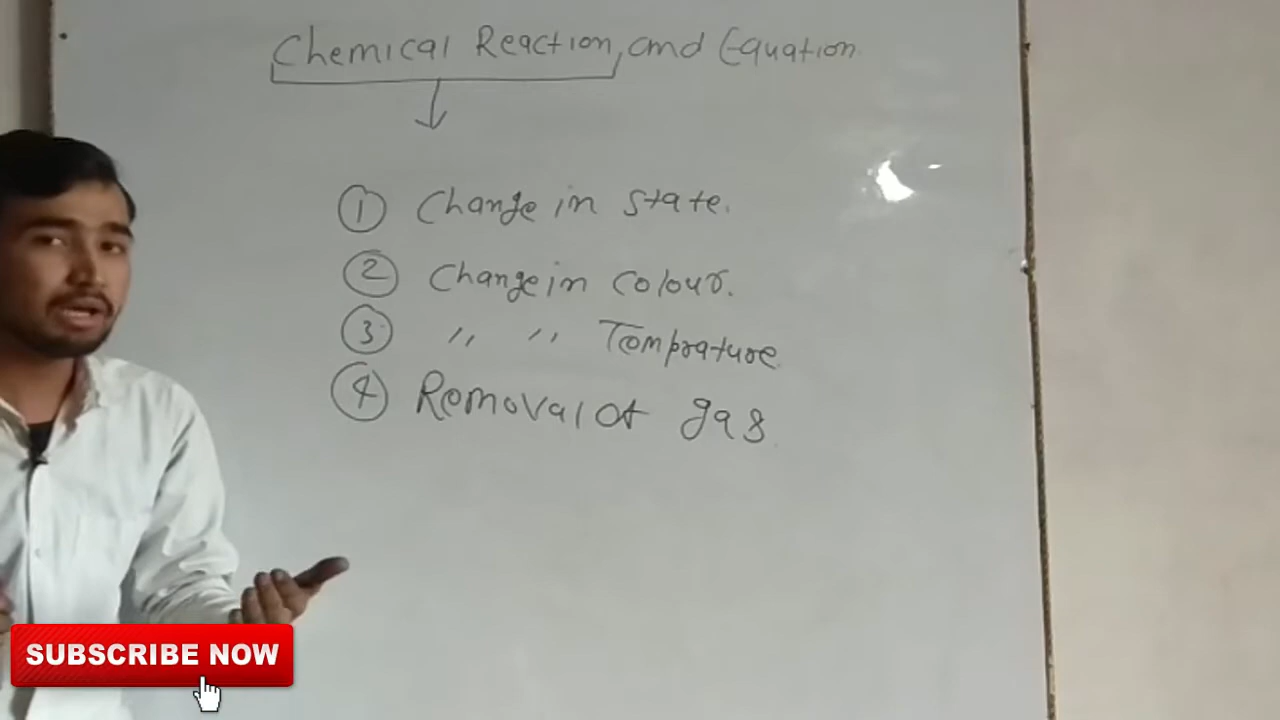 Chemical Reaction, and Equation
① Change in state.
② Change in colour.
③ " " Temprature
④ Removal of gas
SUBSCRIBE NOW